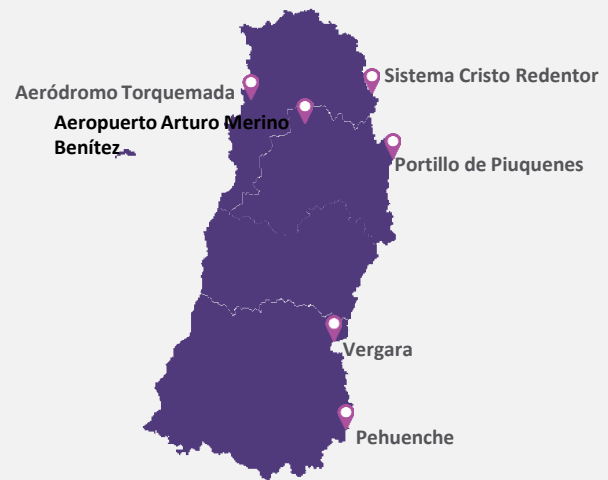 Sistema Cristo Redentor
Aeródromo Torquemada
Aeropuerto Arturo Merino
Benítez
Portillo de Piuquenes
Vergara
Pehuenche